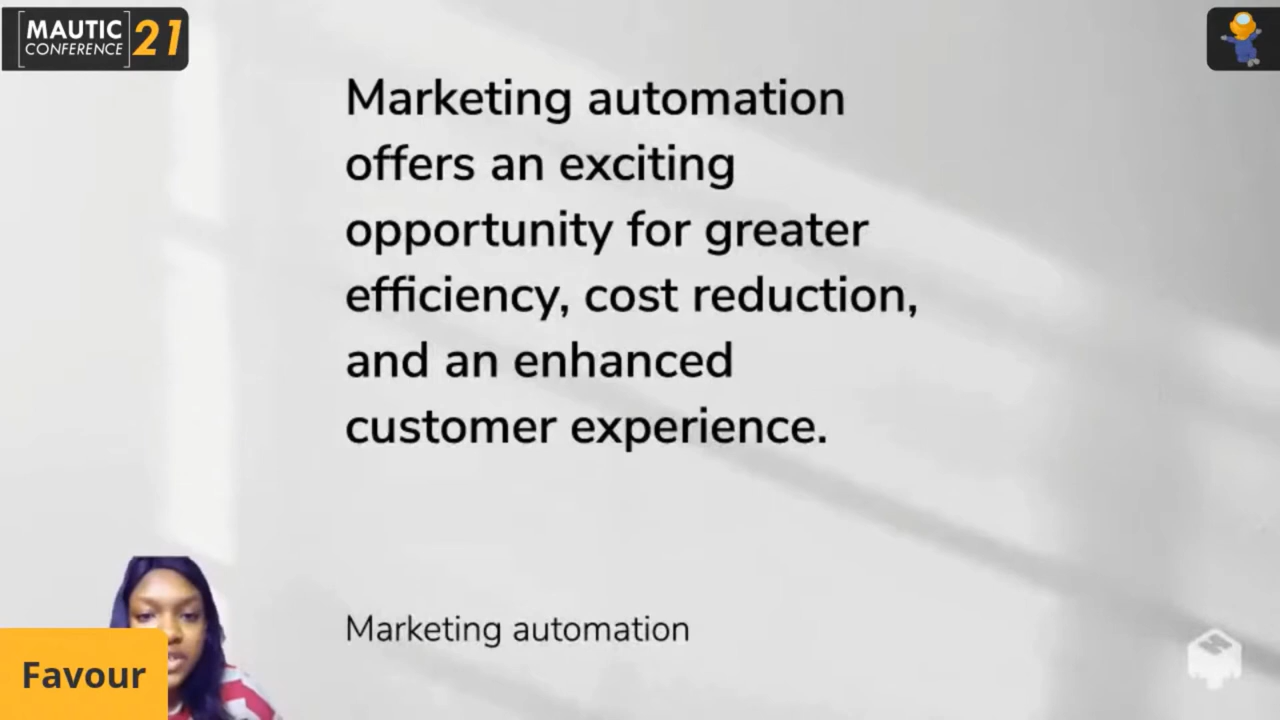 MAUTIC
CONFERENCE
21
Marketing automation
offers an exciting
opportunity for greater
efficiency, cost reduction,
and an enhanced
customer experience.
Marketing automation
Favour